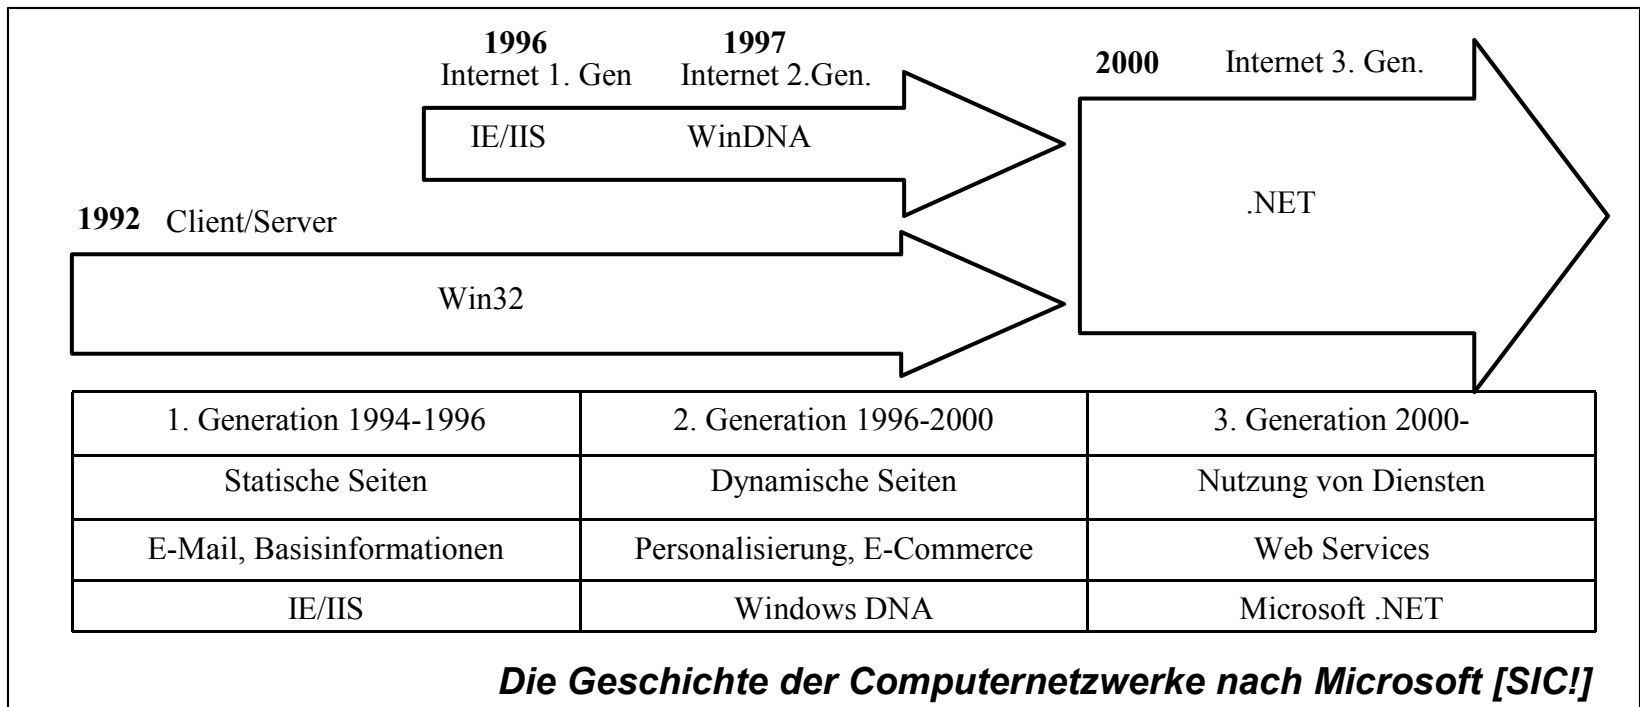 1996
Internet 1. Gen
1997
Internet 2.Gen.
2000 Internet 3. Gen.
IE/IIS WinDNA
.NET
1992 Client/Server
Win32
1. Generation 1994-1996 2. Generation 1996-2000 3. Generation 2000-
Statische Seiten Dynamische Seiten Nutzung von Diensten
E-Mail, Basisinformationen Personalisierung, E-Commerce Web Services
IE/IIS Windows DNA Microsoft .NET
Die Geschichte der Computernetzwerke nach Microsoft [SIC!]